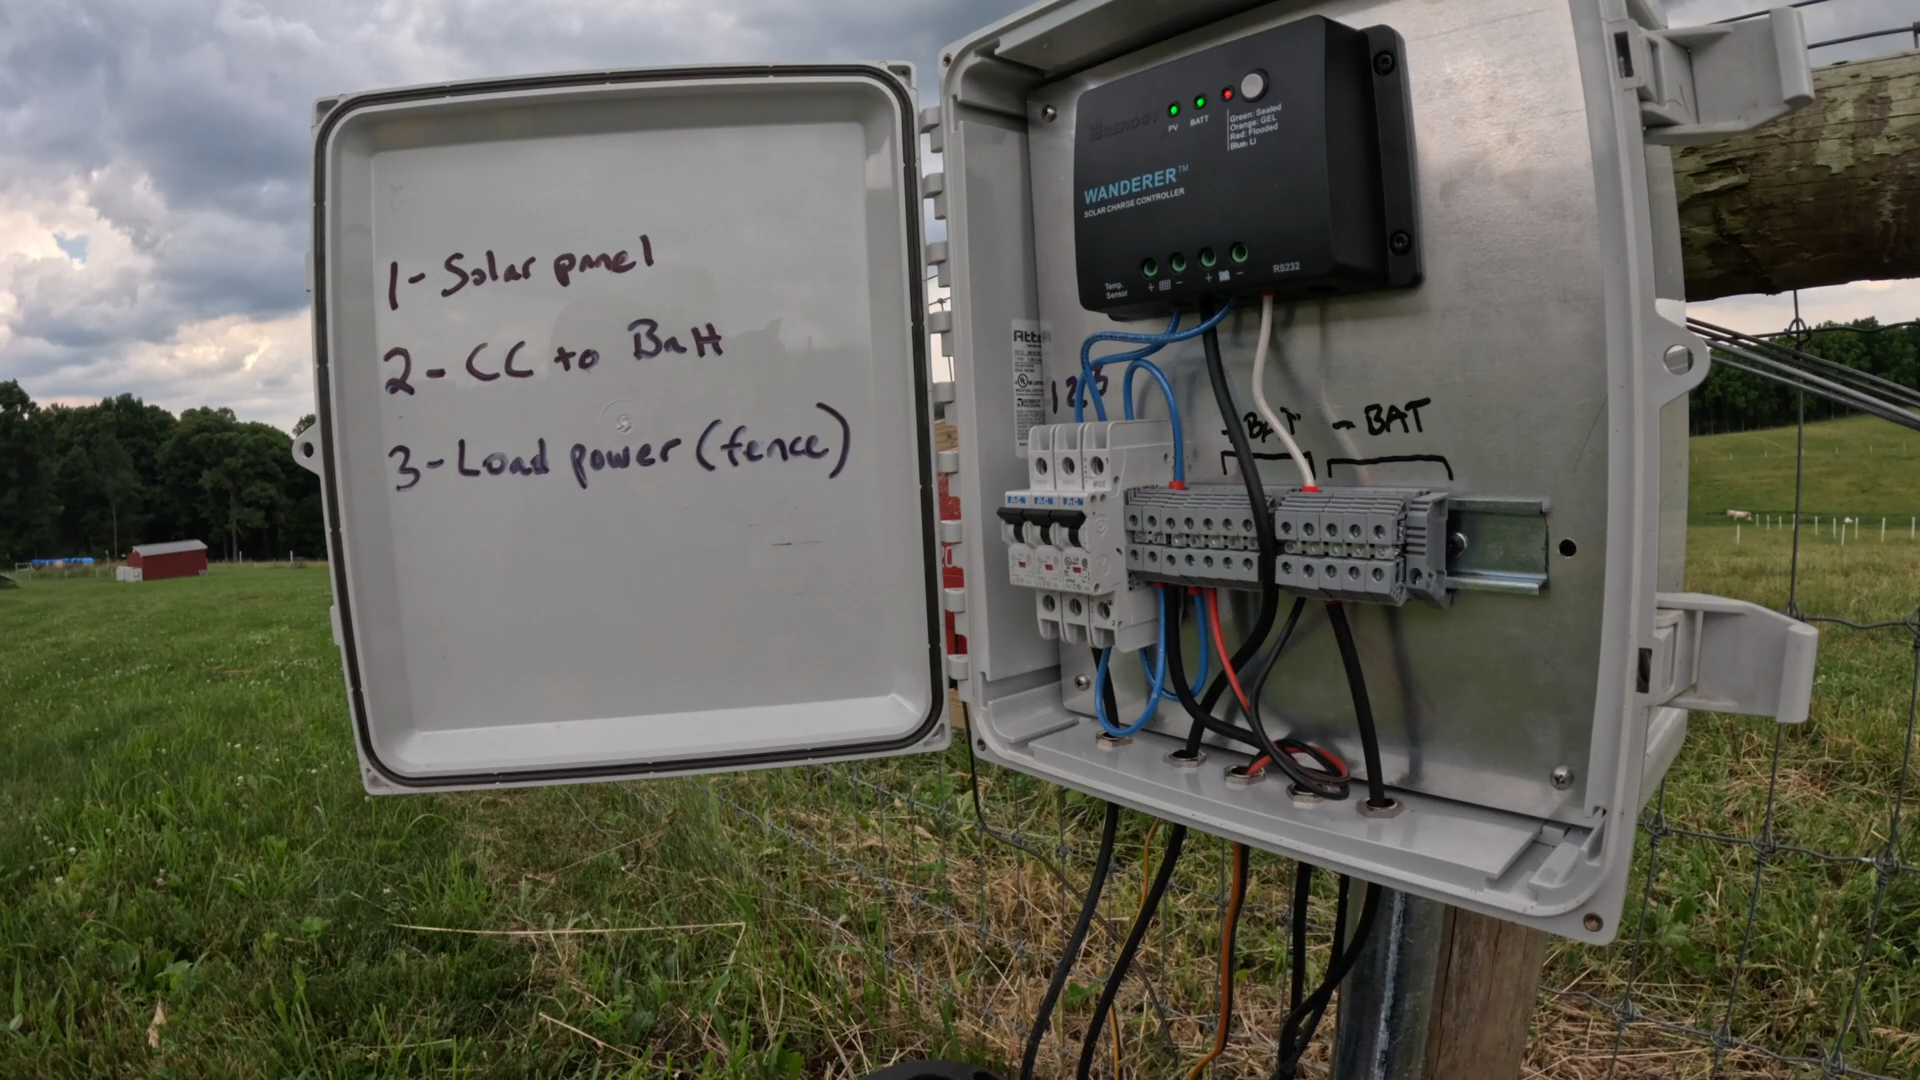 1- Solar panel
2- CC to Batt
3- Load power (fence)
RENOGY
PV
BATT
Green: Sealed
Orange: GEL
Red: Flooded
Blue: Li
WANDERER™
SOLAR CHARGE CONTROLLER
Temp.
Sensor
+ - + -
RS232
1 2 3
BAT
- BAT